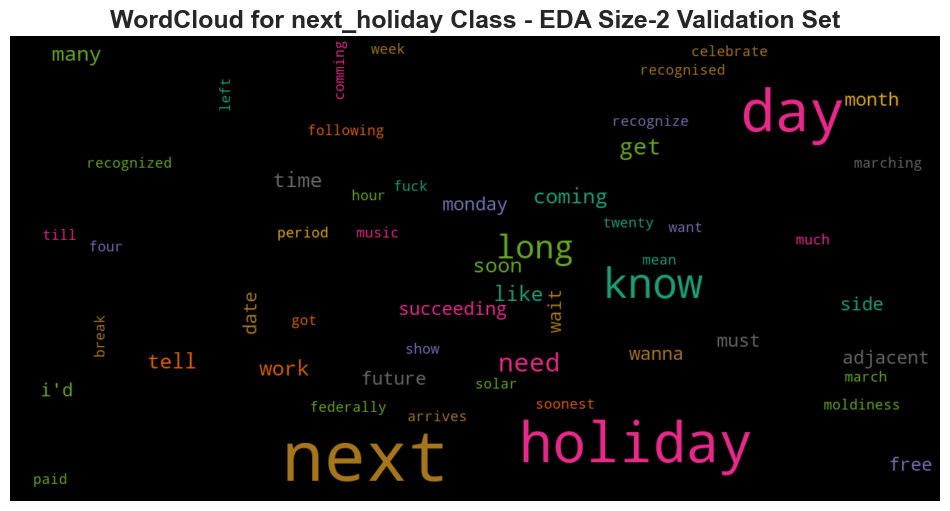 WordCloud for next_holiday Class - EDA Size-2 Validation Set
many
week
celebrate
comming
recognised
left
day
month
following
recognize
get
recognized
marching
time
fuck
hour
monday
coming
twenty
want
till
four
period
music
much
long
mean
soon
know
like
side
date
succeeding
wait
got
break
show
must
wanna
adjacent
tell
work
need
future
solar
march
i'd
federally
arrives
soonest
moldiness
next
holiday
free
paid